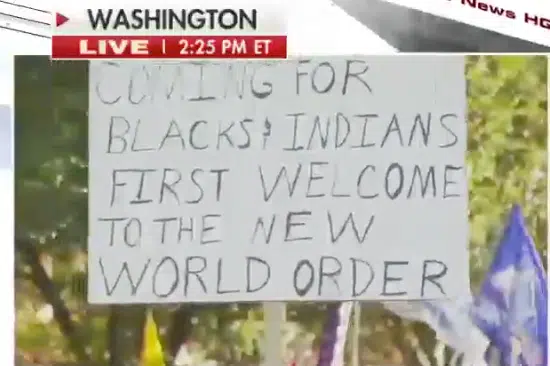 News HQ
WASHINGTON
LIVE | 2:25 PM ET
COMING FOR
BLACKS & INDIANS
FIRST WELCOME
TO THE NEW
WORLD ORDER